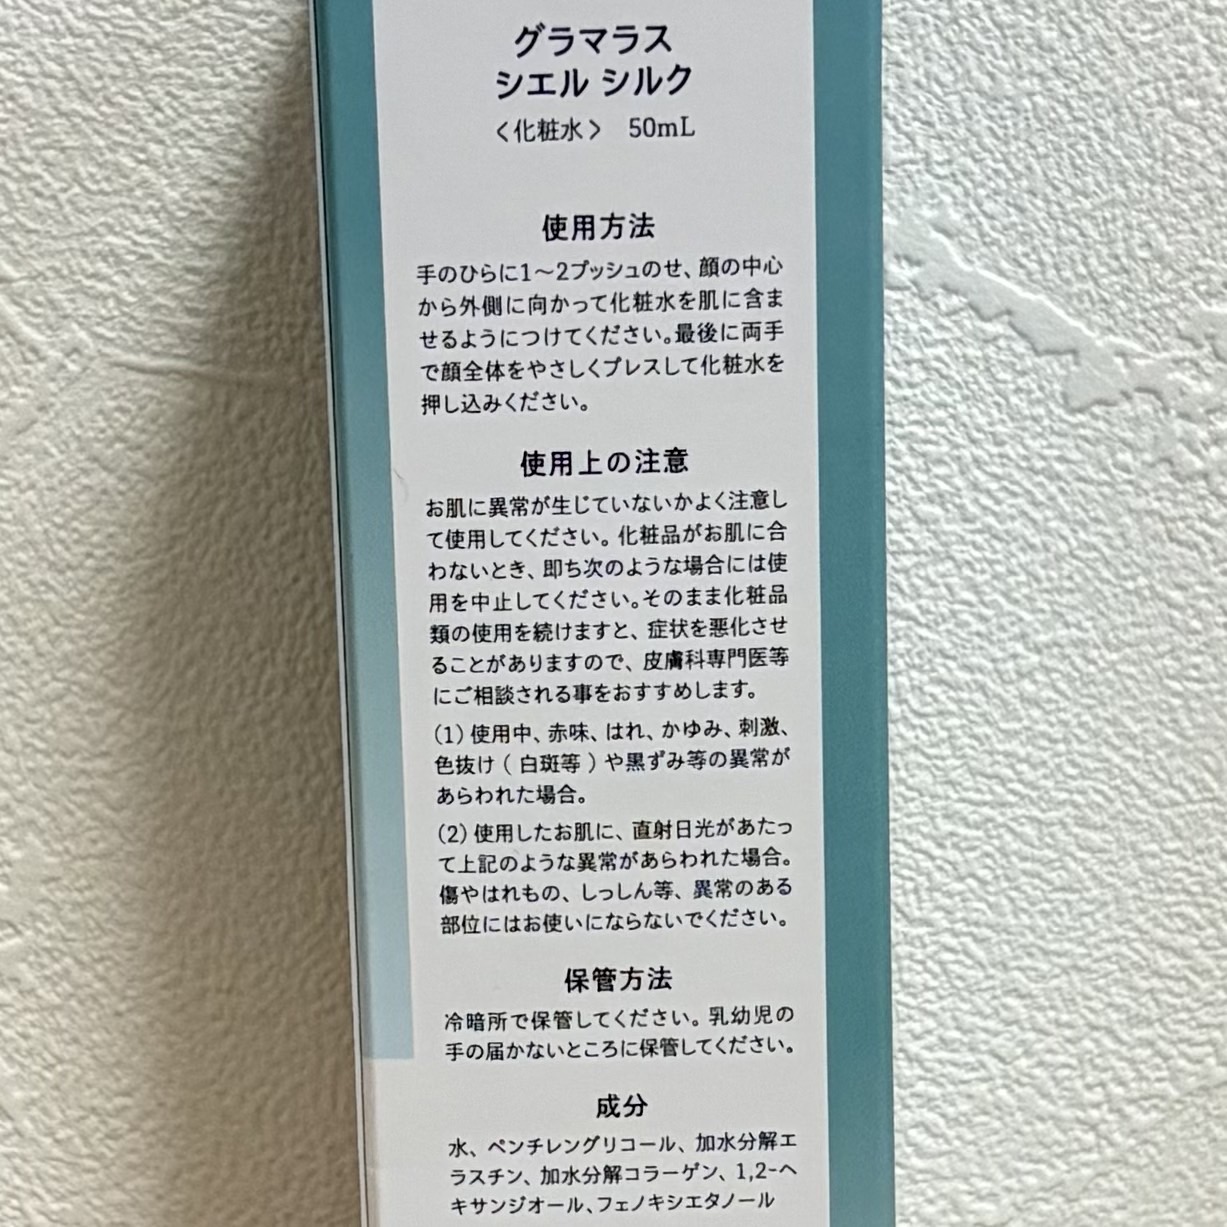 グラマラス
シエル シルク
〈化粧水〉 50mL
使用方法
手のひらに1〜2プッシュのせ、顔の中心
から外側に向かって化粧水を肌に含ま
せるようにつけてください。最後に両手
で顔全体をやさしくプレスして化粧水を
押し込みください。
使用上の注意
お肌に異常が生じていないかよく注意し
て使用してください。化粧品がお肌に合
わないとき、即ち次のような場合には使
用を中止してください。そのまま化粧品
類の使用を続けますと、症状を悪化させ
ることがありますので、皮膚科専門医等
にご相談される事をおすすめします。
(1) 使用中、赤味、はれ、かゆみ、刺激、
色抜け ( 白斑等 ) や黒ずみ等の異常が
あらわれた場合。
(2) 使用したお肌に、直射日光があたっ
て上記のような異常があらわれた場合。
傷やはれもの、しっしん等、異常のある
部位にはお使いにならないでください。
保管方法
冷暗所で保管してください。乳幼児の
手の届かないところに保管してください。
成分
水、ペンチレングリコール、加水分解エ
ラスチン、加水分解コラーゲン、1,2-ヘ
キサンジオール、フェノキシエタノール